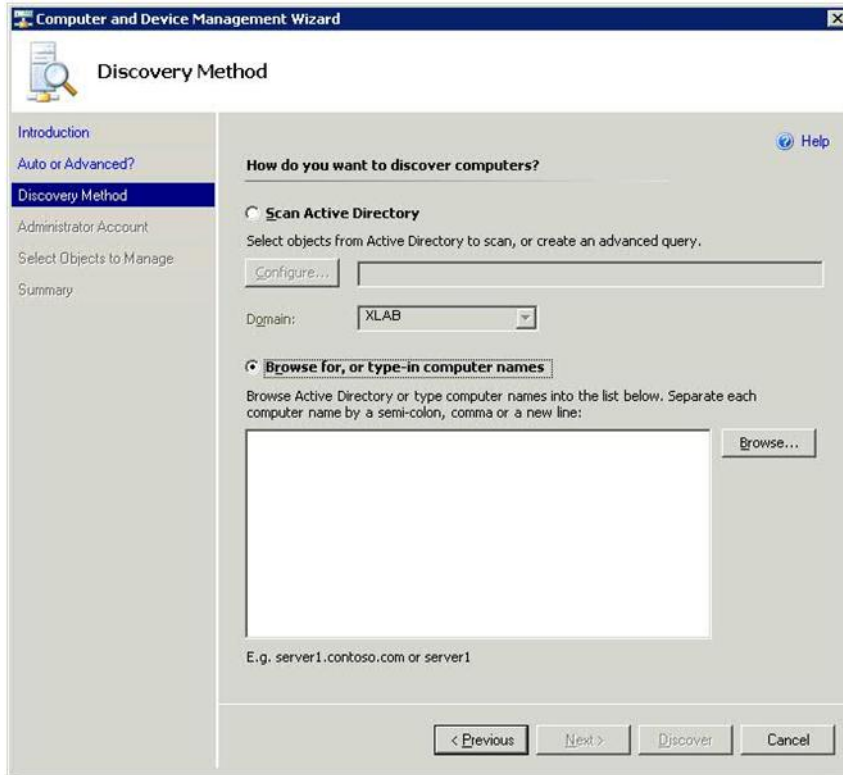 Computer and Device Management Wizard
Discovery Method
Introduction
Auto or Advanced?
Discovery Method
Administrator Account
Select Objects to Manage
Summary
Help
How do you want to discover computers?
Scan Active Directory
Select objects from Active Directory to scan, or create an advanced query.
Configure...
Domain: XLAB
Browse for, or type-in computer names
Browse Active Directory or type computer names into the list below. Separate each
computer name by a semi-colon, comma or a new line:
Browse...
E.g. server1.contoso.com or server1
< Previous Next > Discover Cancel